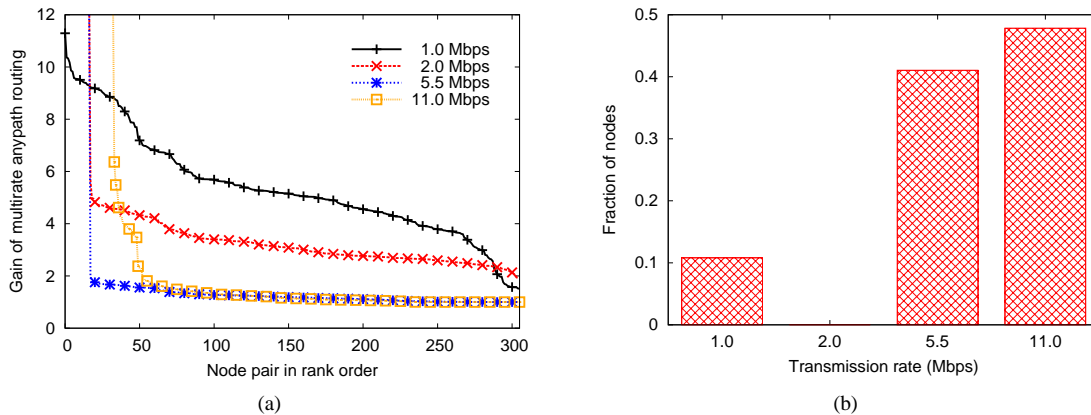 Gain of multirate anypath routing
12
10
8
6
4
2
0
0 50 100 150 200 250 300
Node pair in rank order
1.0 Mbps
2.0 Mbps
5.5 Mbps
11.0 Mbps
(a)
Fraction of nodes
0.5
0.4
0.3
0.2
0.1
0
1.0 2.0 5.5 11.0
Transmission rate (Mbps)
(b)